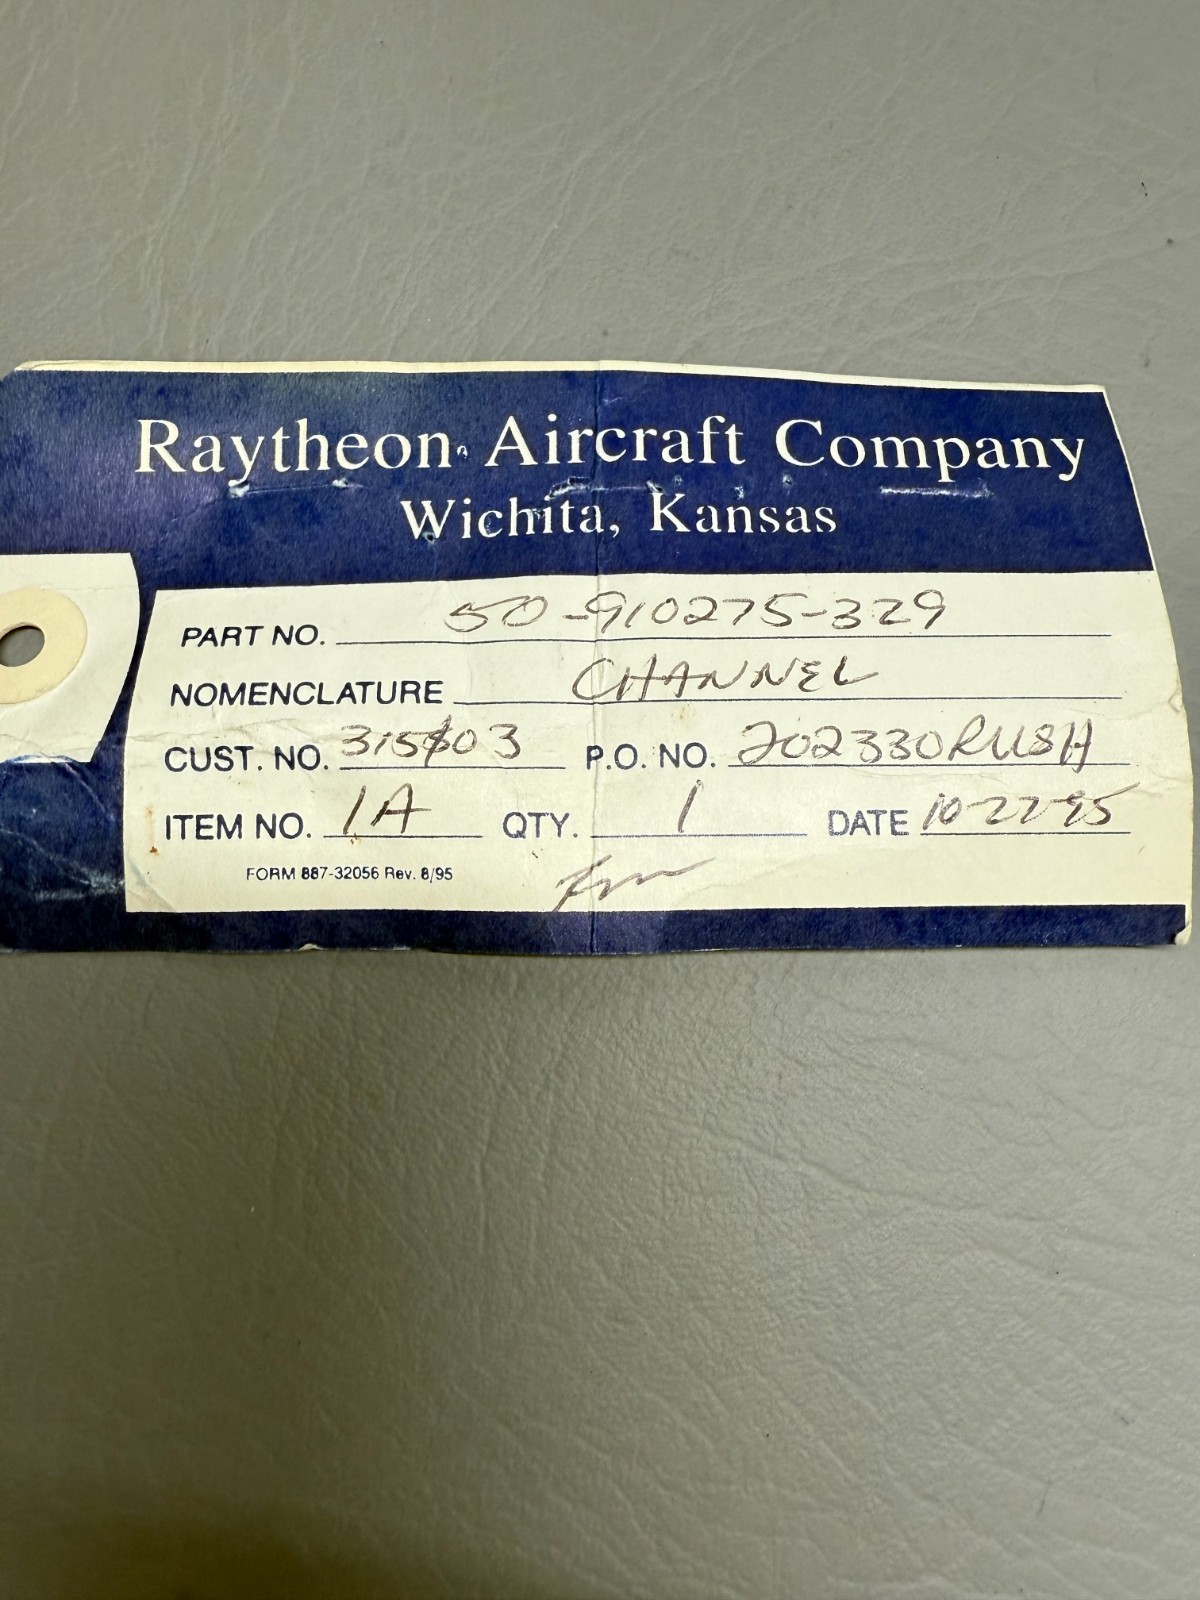 Raytheon Aircraft Company
Wichita, Kansas
PART NO. 50-910275-329
NOMENCLATURE CHANNEL
CUST. NO. 315803 P.O. NO. 202330RUSH
ITEM NO. 1A QTY. 1 DATE 10-27-95
FORM 887-32056 Rev. 8/95